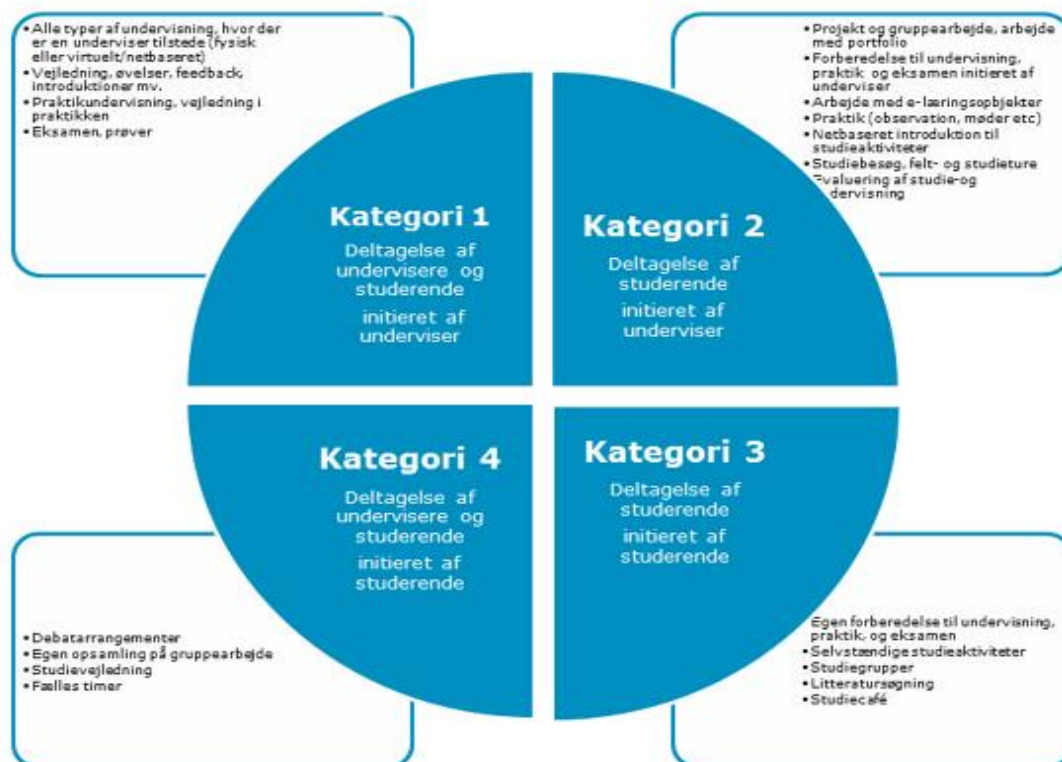 • Alle typer af undervisning, hvor der
er en underviser tilstede (fysisk
eller virtuelt/netbaseret)
• Vejledning, øvelser, feedback,
introduktioner mv.
• Praktikundervisning, vejledning i
praktikken
• Eksamen, prøver
• Projekt og gruppearbejde, arbejde
med portfolio
• Forberedelse til undervisning,
praktik og eksamen initieret af
underviser
• Arbejde med e-læringsopbjekter
• Praktik (observation, møder etc)
• Netbaseret introduktion til
studieaktiviteter
• Studiebesøg, felt- og studieture
Evaluering af studie-og
dervisning
Kategori 1
Deltagelse af
undervisere og
studerende
initieret af
underviser
Kategori 2
Deltagelse af
studerende
initieret af
underviser
Kategori 4
Deltagelse af
undervisere og
studerende
initieret af
studerende
Kategori 3
Deltagelse af
studerende
initieret af
studerende
• Debatarrangementer
• Egen opsamling på gruppearbejde
• Studievejledning
• Fælles timer
Egen forberedelse til undervisning,
praktik, og eksamen
• Selvstændige studieaktiviteter
• Studiegrupper
• Litteratursøgning
• Studiecafé